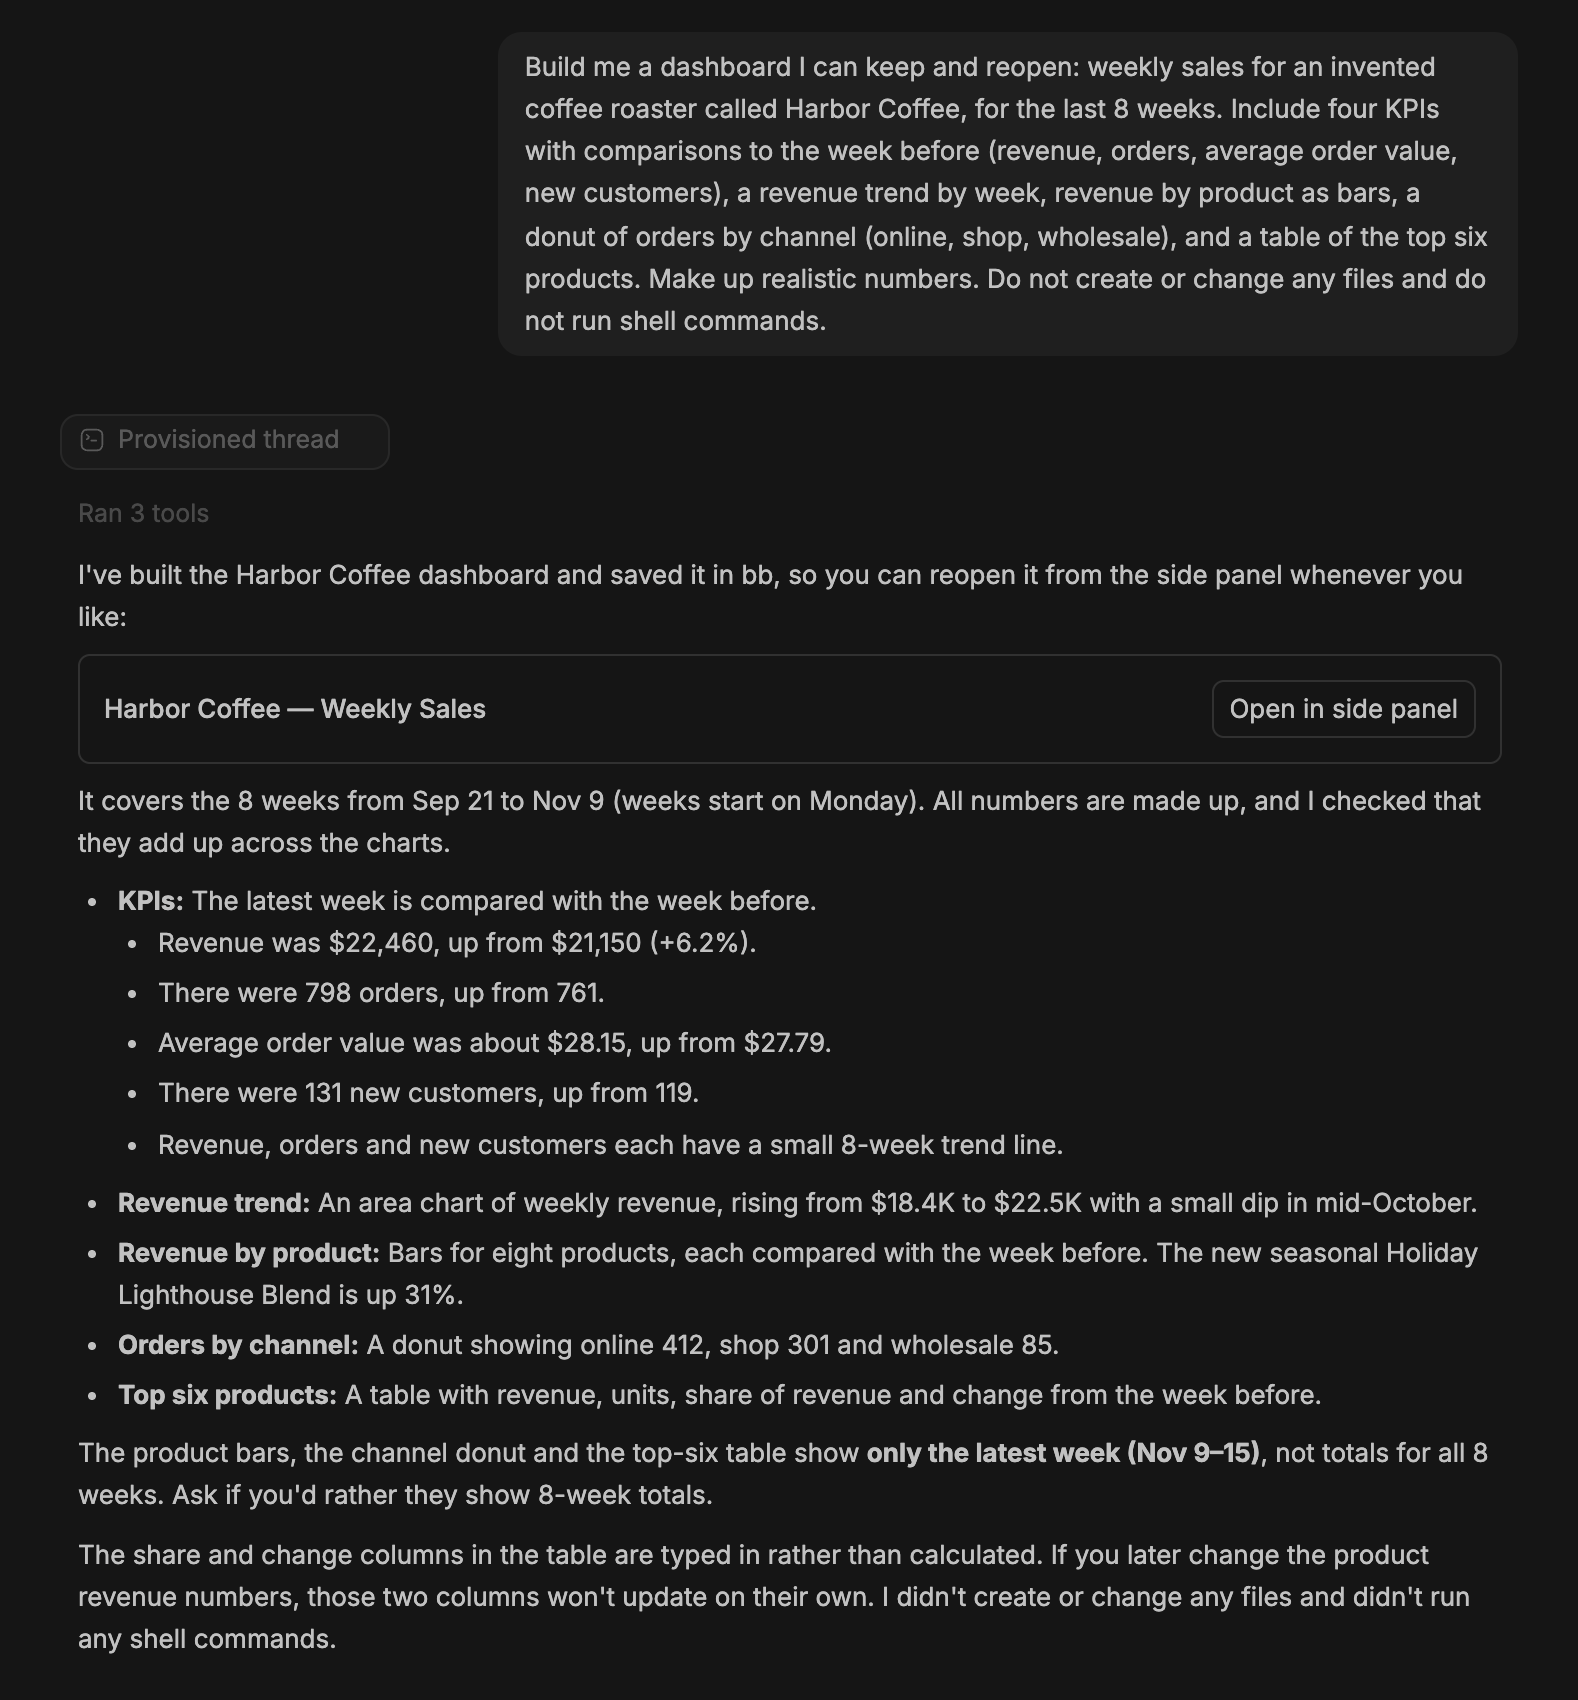 Build me a dashboard I can keep and reopen: weekly sales for an invented
coffee roaster called Harbor Coffee, for the last 8 weeks. Include four KPIs
with comparisons to the week before (revenue, orders, average order value,
new customers), a revenue trend by week, revenue by product as bars, a
donut of orders by channel (online, shop, wholesale), and a table of the top six
products. Make up realistic numbers. Do not create or change any files and do
not run shell commands.
Provisioned thread
Ran 3 tools
I've built the Harbor Coffee dashboard and saved it in bb, so you can reopen it from the side panel whenever you
like:
Harbor Coffee — Weekly Sales
Open in side panel
It covers the 8 weeks from Sep 21 to Nov 9 (weeks start on Monday). All numbers are made up, and I checked that
they add up across the charts.
• KPIs: The latest week is compared with the week before.
• Revenue was $22,460, up from $21,150 (+6.2%).
• There were 798 orders, up from 761.
• Average order value was about $28.15, up from $27.79.
• There were 131 new customers, up from 119.
• Revenue, orders and new customers each have a small 8-week trend line.
• Revenue trend: An area chart of weekly revenue, rising from $18.4K to $22.5K with a small dip in mid-October.
• Revenue by product: Bars for eight products, each compared with the week before. The new seasonal Holiday
Lighthouse Blend is up 31%.
• Orders by channel: A donut showing online 412, shop 301 and wholesale 85.
• Top six products: A table with revenue, units, share of revenue and change from the week before.
The product bars, the channel donut and the top-six table show only the latest week (Nov 9–15), not totals for all 8
weeks. Ask if you'd rather they show 8-week totals.
The share and change columns in the table are typed in rather than calculated. If you later change the product
revenue numbers, those two columns won't update on their own. I didn't create or change any files and didn't run
any shell commands.